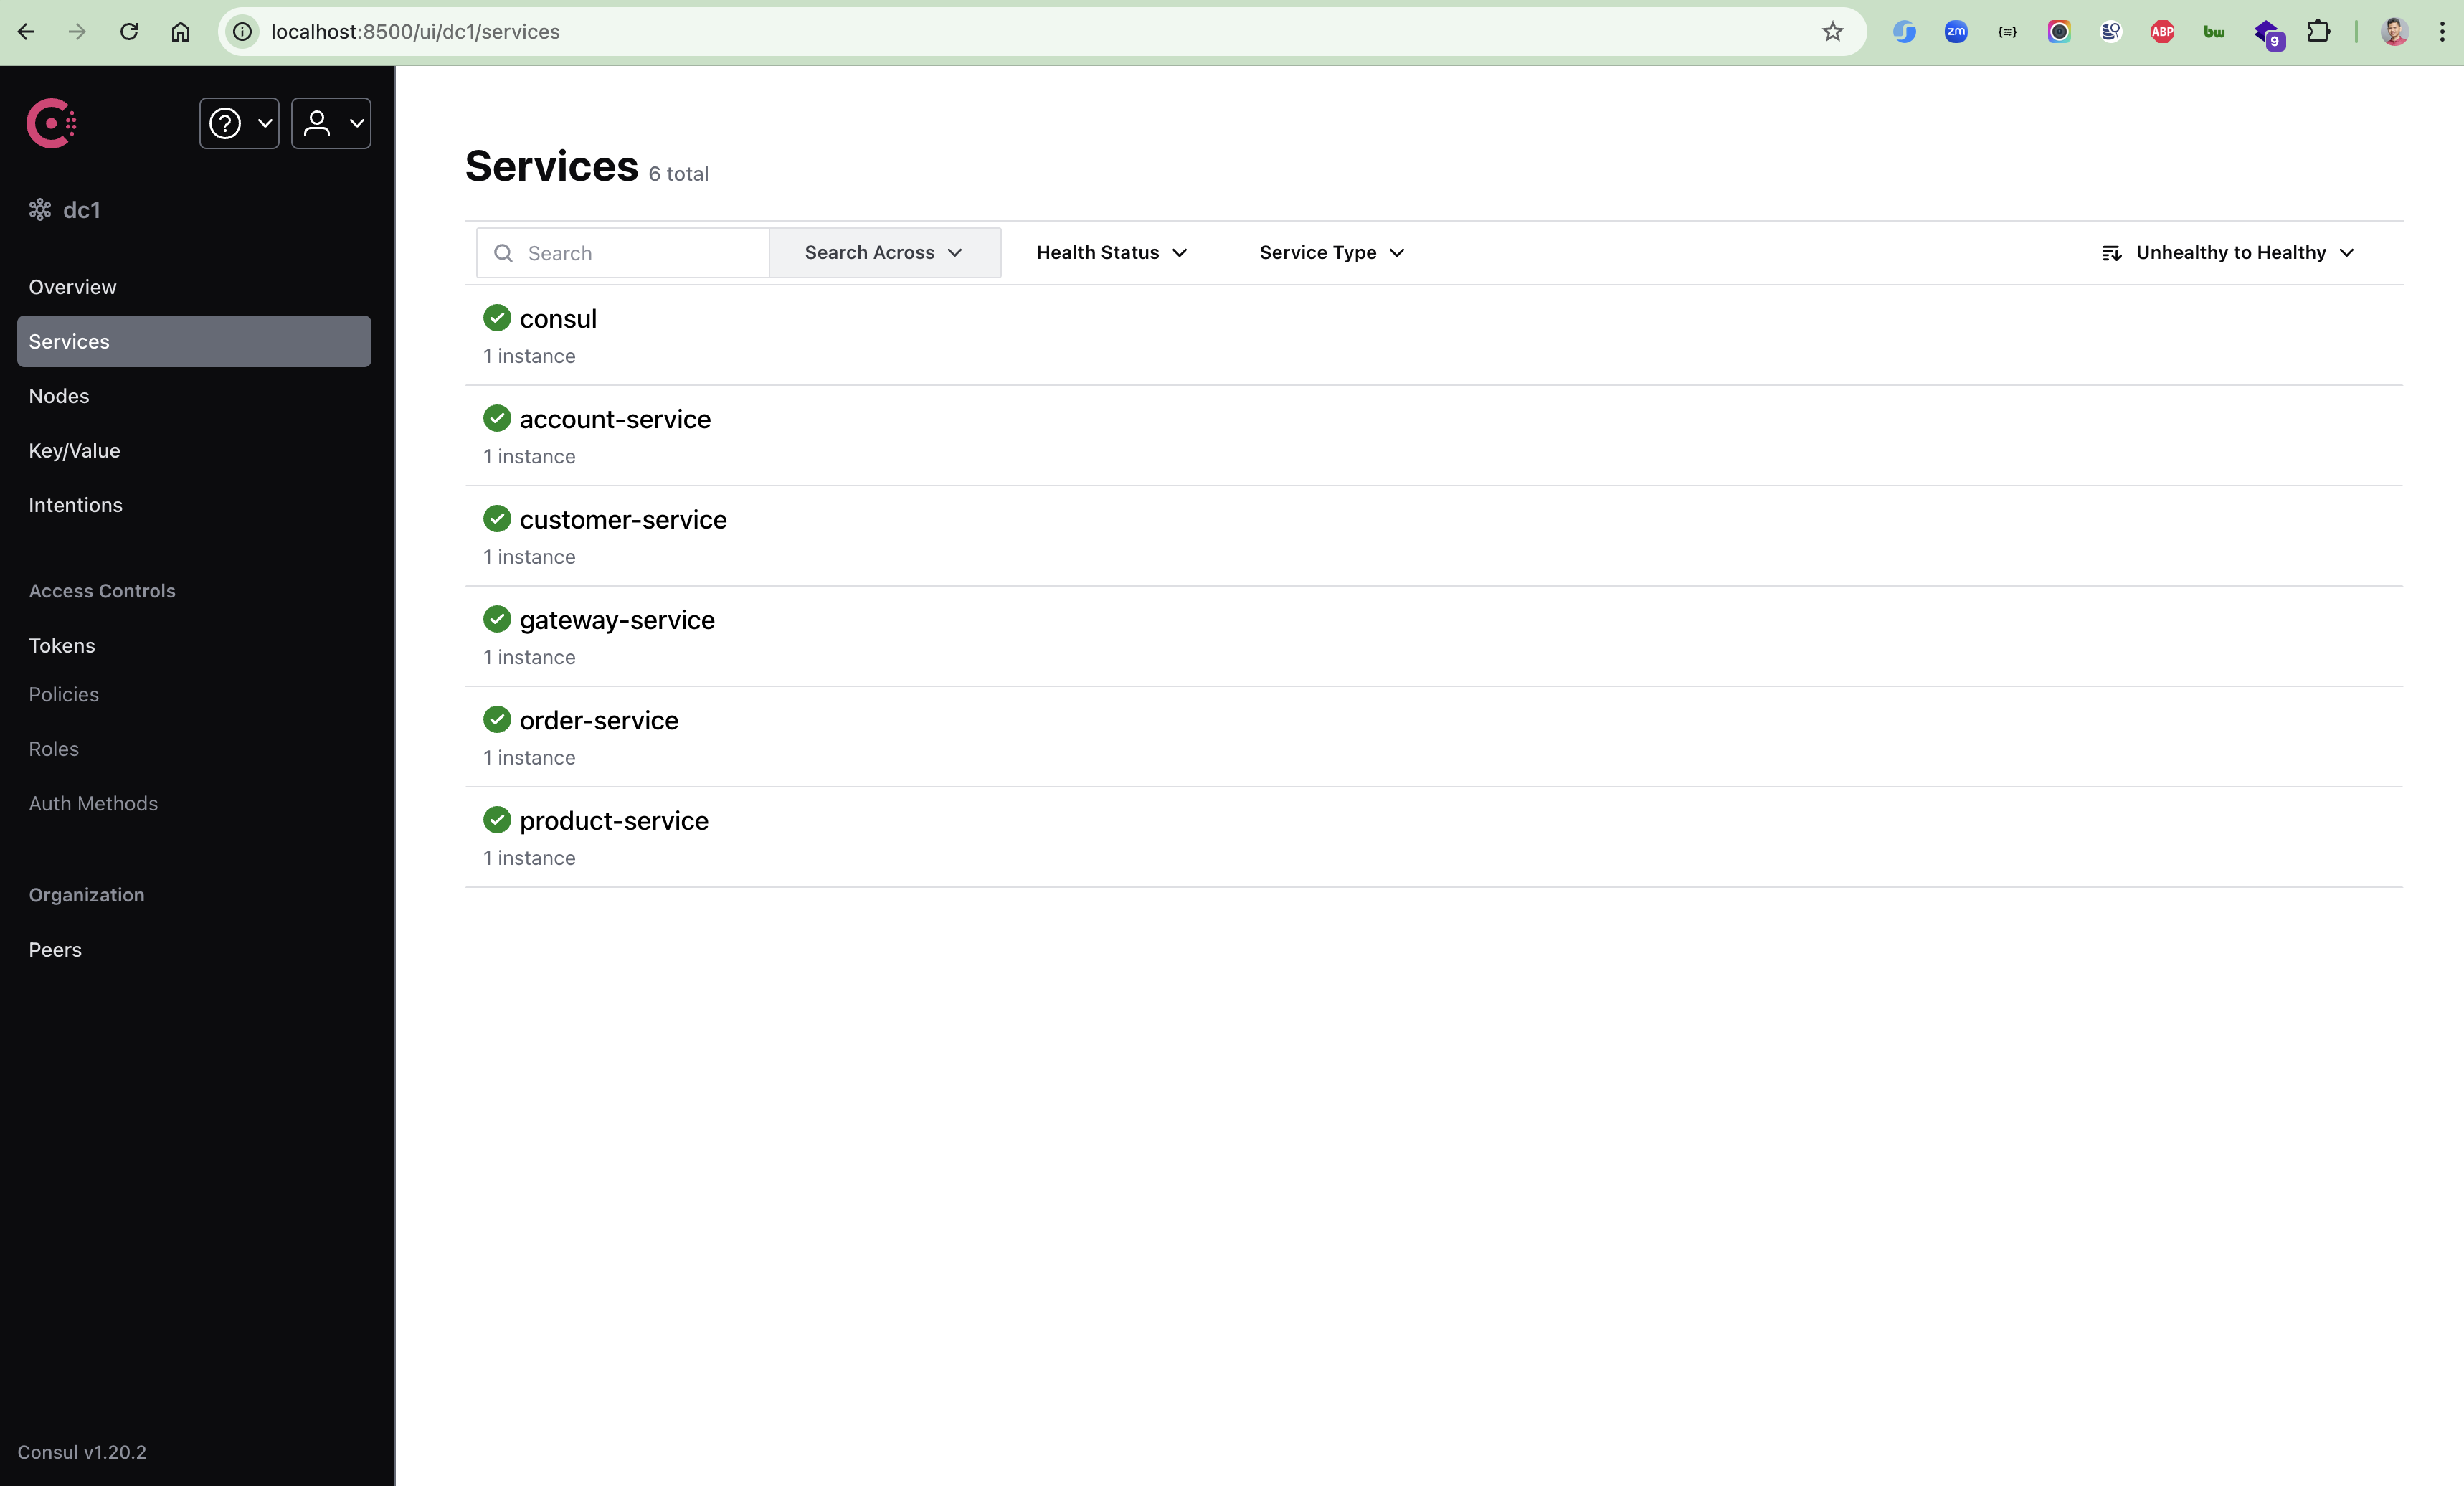 localhost:8500/ui/dc1/services
zm
{≡}
ABP
bw
9
dc1
Overview
Services
Nodes
Key/Value
Intentions
Access Controls
Tokens
Policies
Roles
Auth Methods
Organization
Peers
Consul v1.20.2
Services 6 total
Search
Search Across
Health Status
Service Type
Unhealthy to Healthy
consul
1 instance
account-service
1 instance
customer-service
1 instance
gateway-service
1 instance
order-service
1 instance
product-service
1 instance